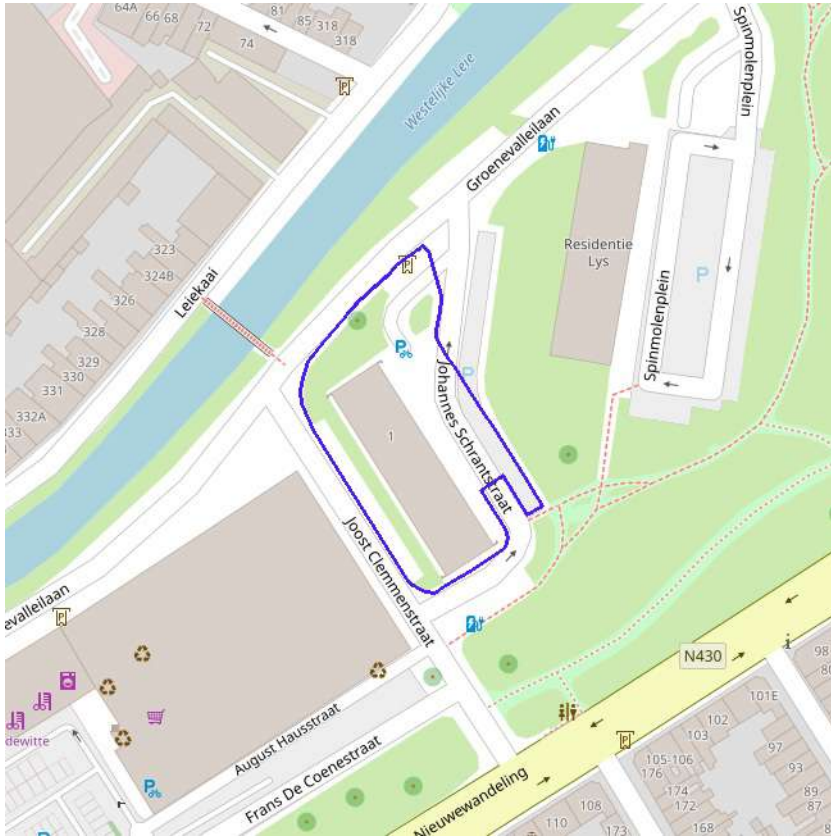 64A
66
68
72
74
81
85
318
318
Spinmolenplein
Westelijke Leie
Groenevalleilaan
323
324B
326
328
329
330
331
332A
333
Leiekaai
Residentie
Lys
P
Spinmolenplein
P
P
1
Johannes Schrantstraat
Joost Clemmenstraat
evalleilaan
N430
98
80
101E
102
103
97
93
89
87
105-106
176
174
172
168
108
110
173
dewitte
August Hausstraat
Frans De Coenestraat
Nieuwewandeling
P
P